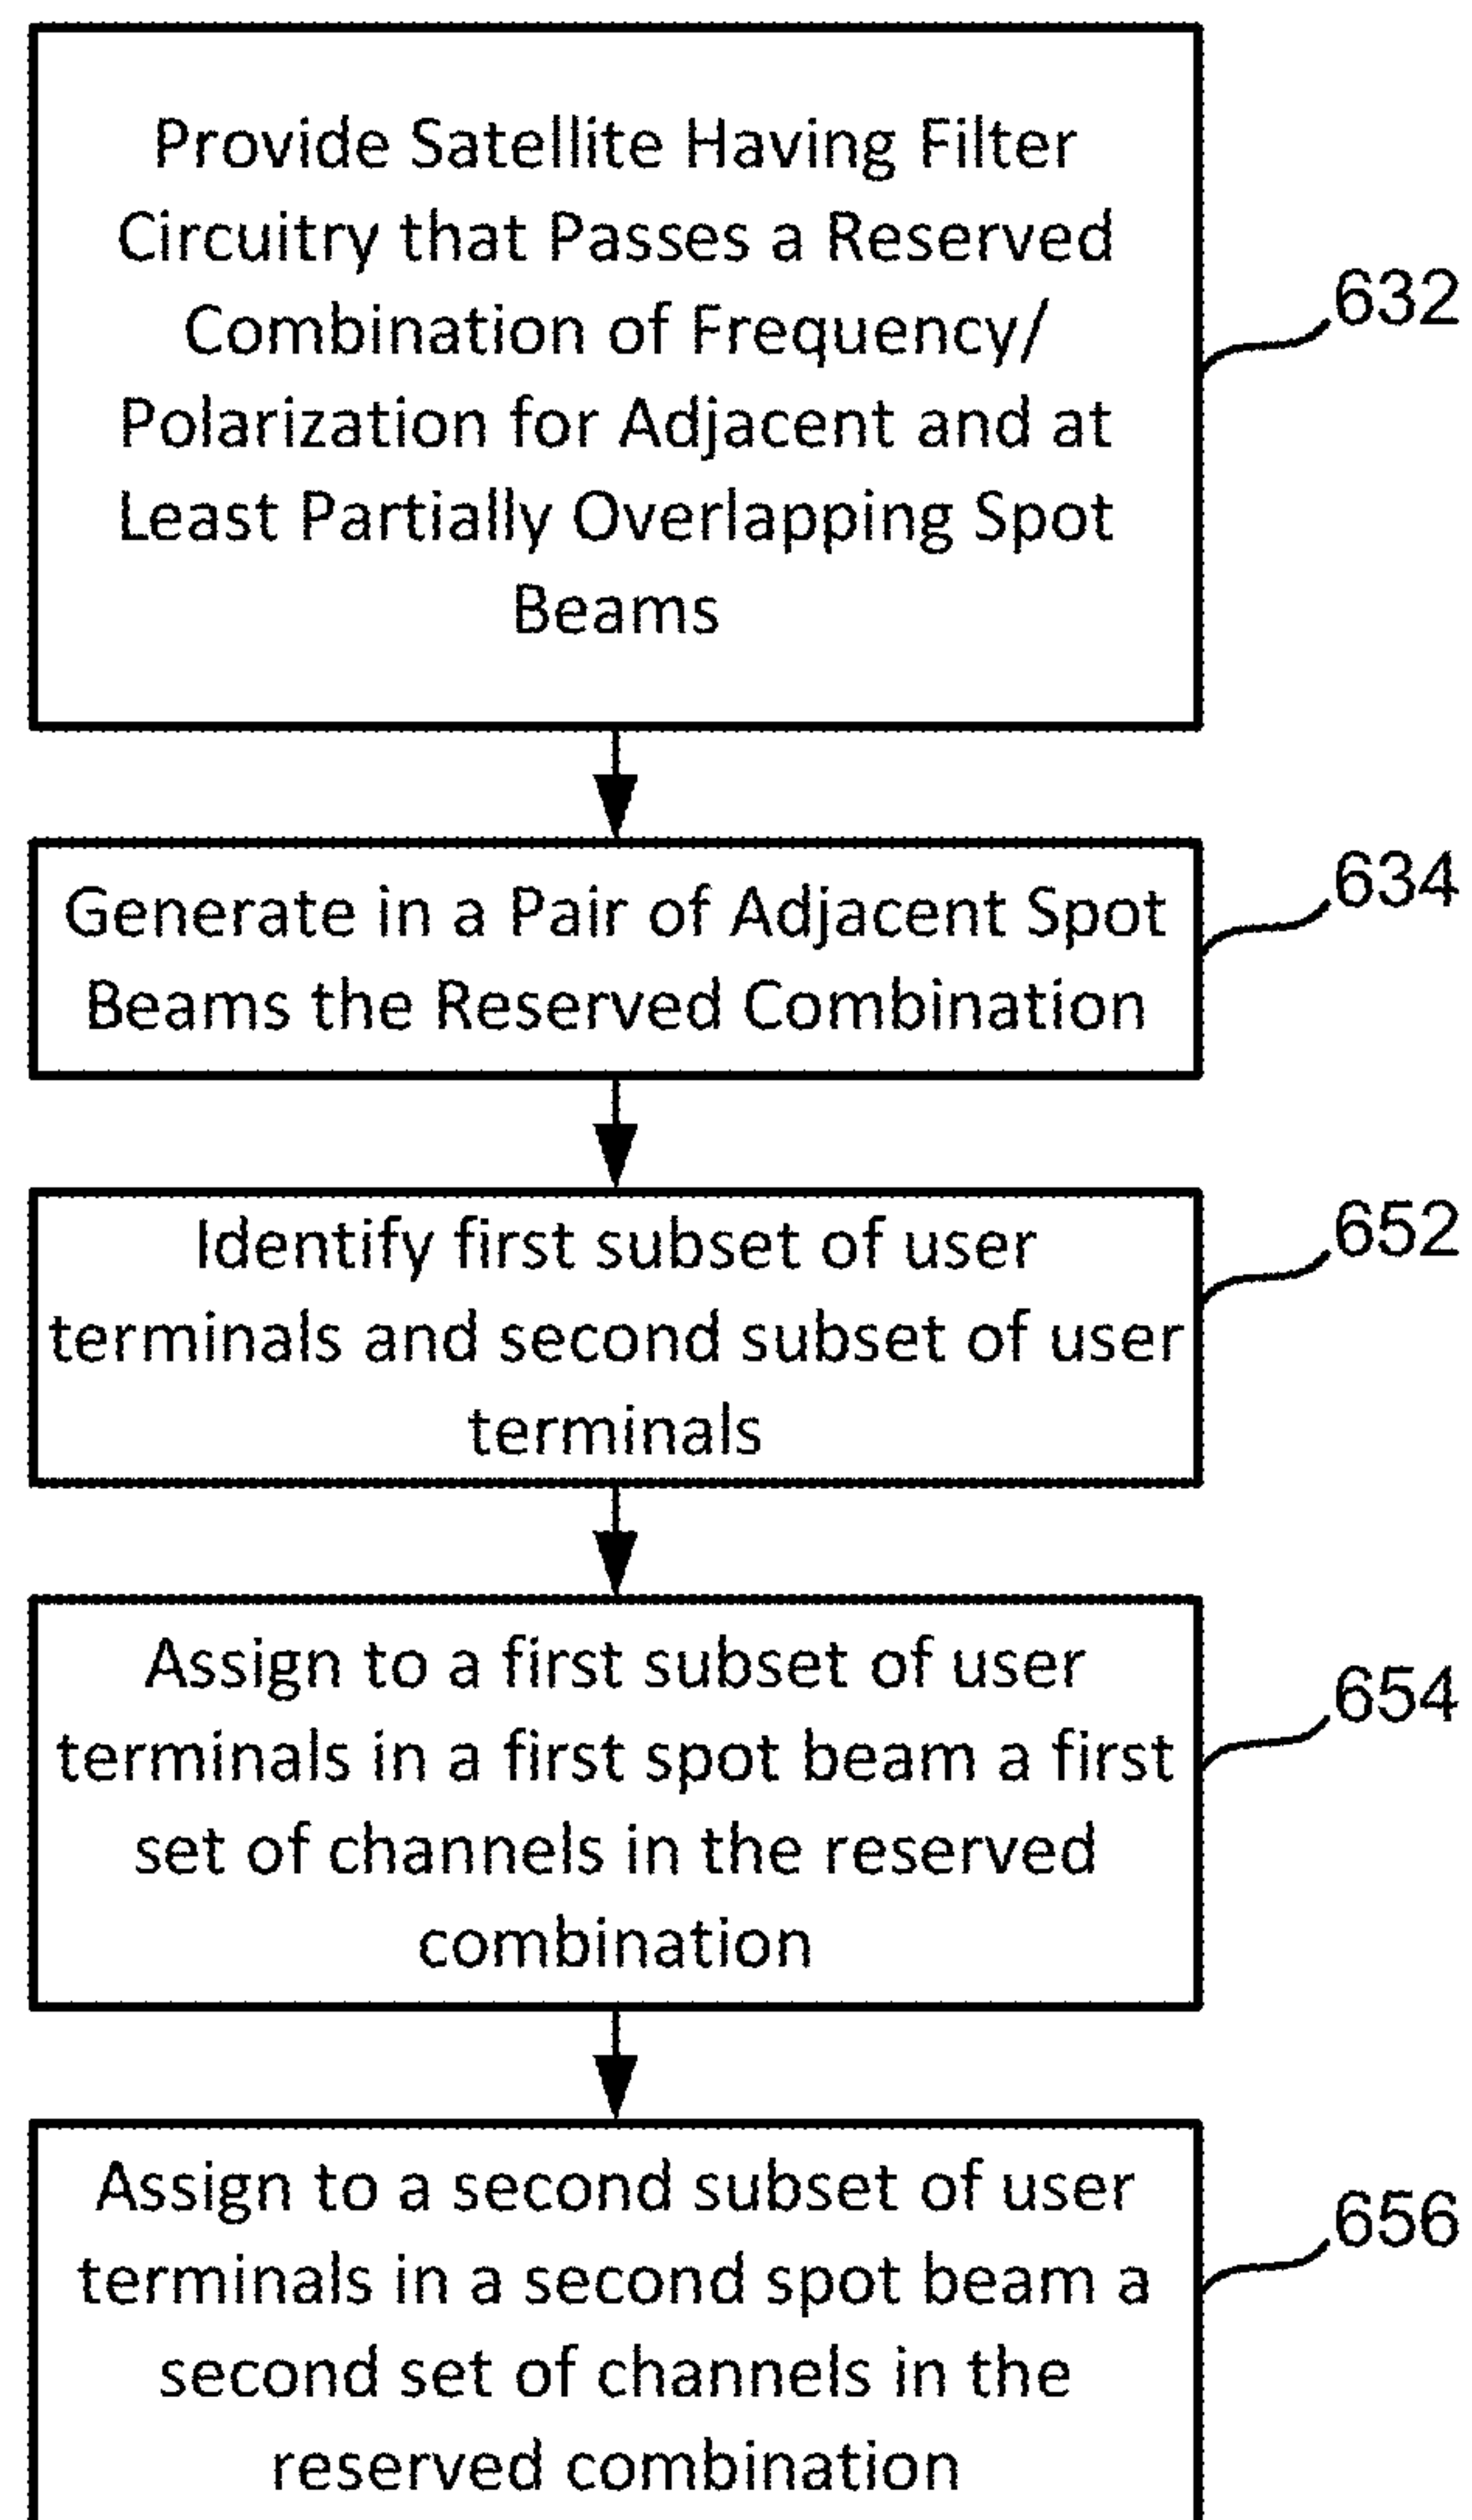 Provide Satellite Having Filter
Circuitry that Passes a Reserved
Combination of Frequency/
Polarization for Adjacent and at
Least Partially Overlapping Spot
Beams
632
Generate in a Pair of Adjacent Spot
Beams the Reserved Combination
634
Identify first subset of user
terminals and second subset of user
terminals
652
Assign to a first subset of user
terminals in a first spot beam a first
set of channels in the reserved
combination
654
Assign to a second subset of user
terminals in a second spot beam a
second set of channels in the
reserved combination
656